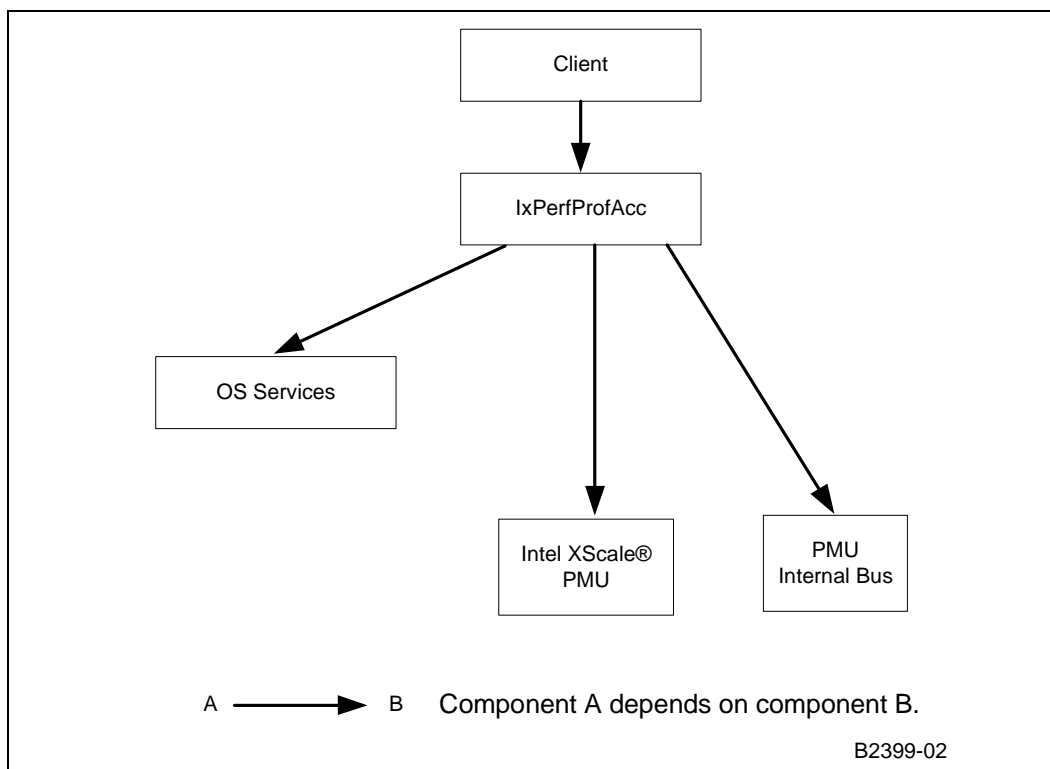 Client
IxPerfProfAcc
OS Services
Intel XScale®
PMU
PMU
Internal Bus
A B Component A depends on component B.
B2399-02